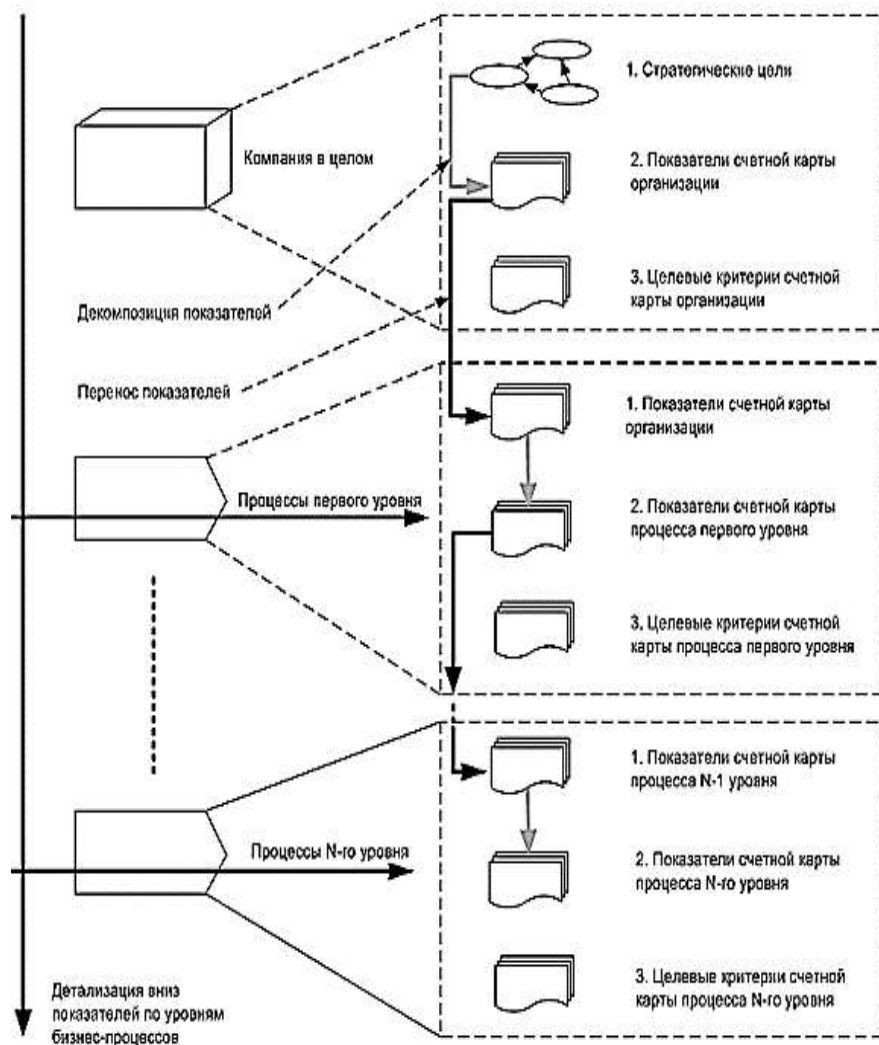 1. Стратегические цели
Компания в целом
2. Показатели счетной карты
организации
3. Целевые критерии счетной
карты организации
Декомпозиция показателей
Перенос показателей
1. Показатели счетной карты
организации
Процессы первого уровня
2. Показатели счетной карты
процесса первого уровня
3. Целевые критерии счетной
карты процесса первого уровня
1. Показатели счетной карты
процесса N-1 уровня
Процессы N-го уровня
2. Показатели счетной карты
процесса N-го уровня
3. Целевые критерии счетной
карты процесса N-го уровня
Детализация вниз
показателей по уровням
бизнес-процессов